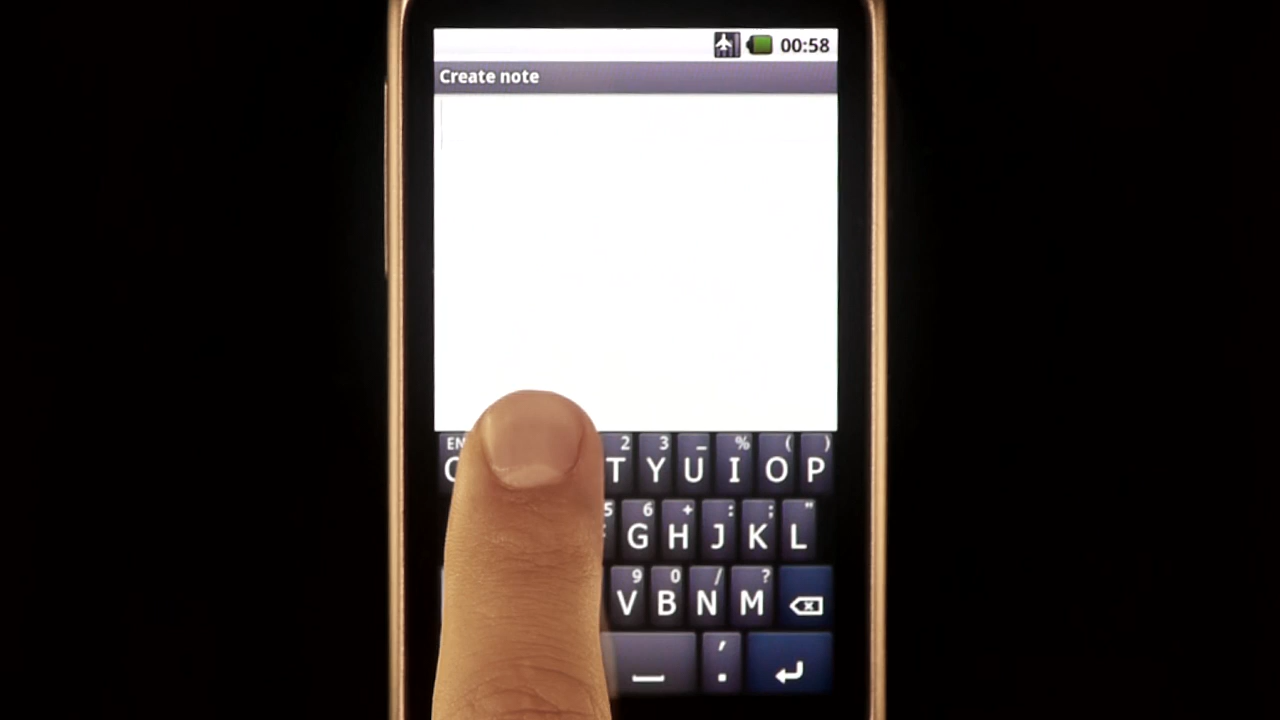 00:58
Create note
EN 2 3 _ % ( )
T Y U I O P
5 6 + : ; "
G H J K L
9 0 / ?
V B N M
' .